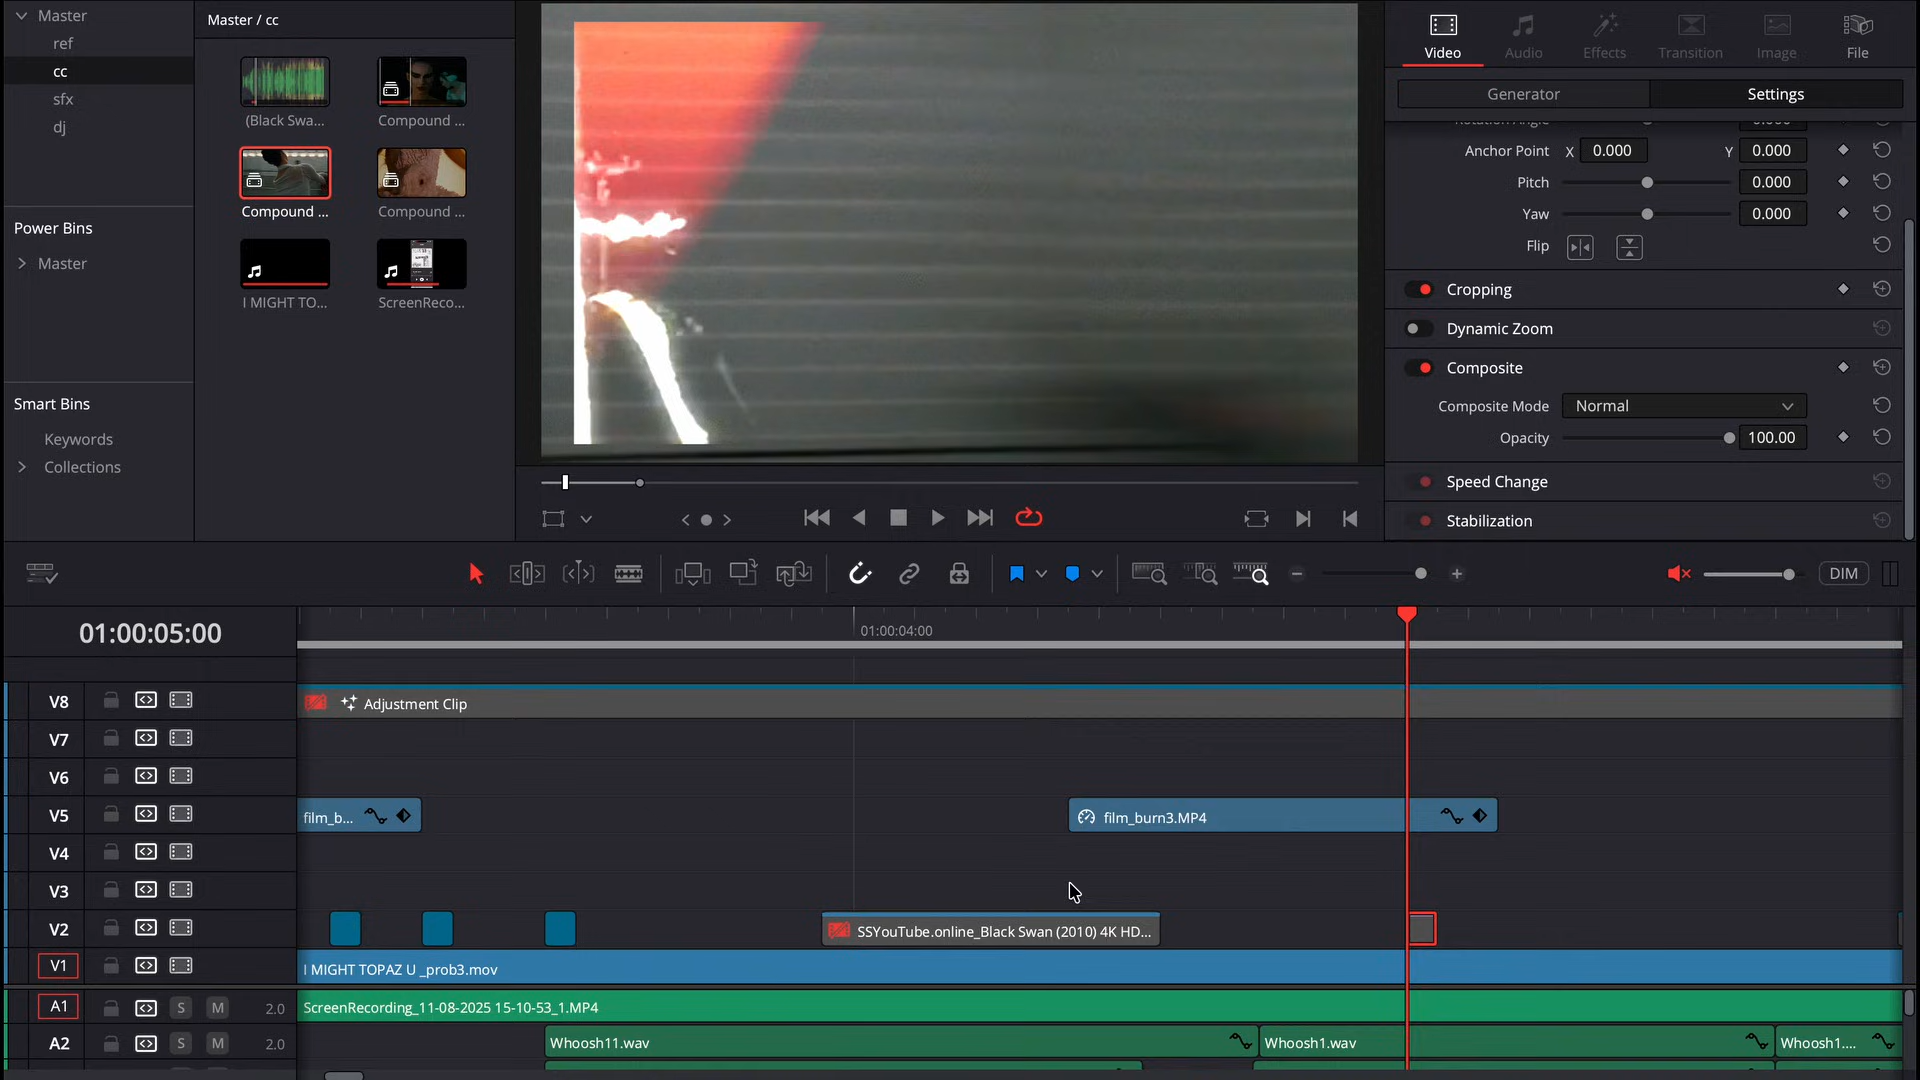 Master
ref
cc
sfx
dj
Power Bins
Master
Smart Bins
Keywords
Collections
Master / cc
(Black Swa...
Compound ...
Compound ...
Compound ...
I MIGHT TO...
ScreenReco...
Video
Audio
Effects
Transition
Image
File
Generator
Settings
Rotation Angle
0.000
Anchor Point X 0.000 Y 0.000
Pitch 0.000
Yaw 0.000
Flip
Cropping
Dynamic Zoom
Composite
Composite Mode Normal
Opacity 100.00
Speed Change
Stabilization
DIM
01:00:05:00
01:00:04:00
V8
Adjustment Clip
V7
V6
V5
film_b...
film_burn3.MP4
V4
V3
V2
SSYouTube.online_Black Swan (2010) 4K HD...
V1
I MIGHT TOPAZ U _prob3.mov
A1 S M 2.0
ScreenRecording_11-08-2025 15-10-53_1.MP4
A2 S M 2.0
Whoosh11.wav
Whoosh1.wav
Whoosh1....